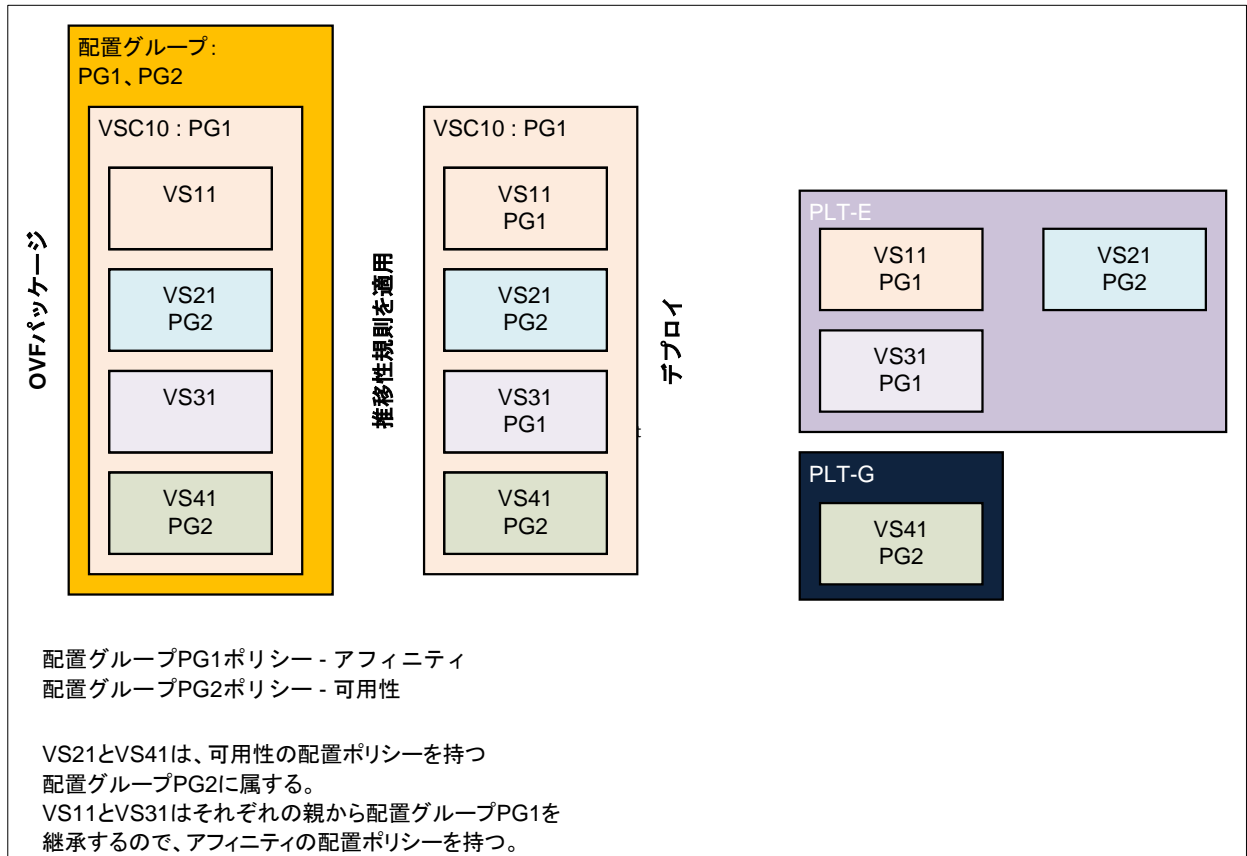 配置グループ：
PG1、PG2
VSC10 : PG1
VS11
VS21
PG2
VS31
VS41
PG2
OVFパッケージ
推移性規則を適用
VSC10 : PG1
VS11
PG1
VS21
PG2
VS31
PG1
VS41
PG2
デプロイ
PLT-E
VS11
PG1
VS21
PG2
VS31
PG1
PLT-G
VS41
PG2
配置グループPG1ポリシー - アフィニティ
配置グループPG2ポリシー - 可用性
VS21とVS41は、可用性の配置ポリシーを持つ
配置グループPG2に属する。
VS11とVS31はそれぞれの親から配置グループPG1を
継承するので、アフィニティの配置ポリシーを持つ。